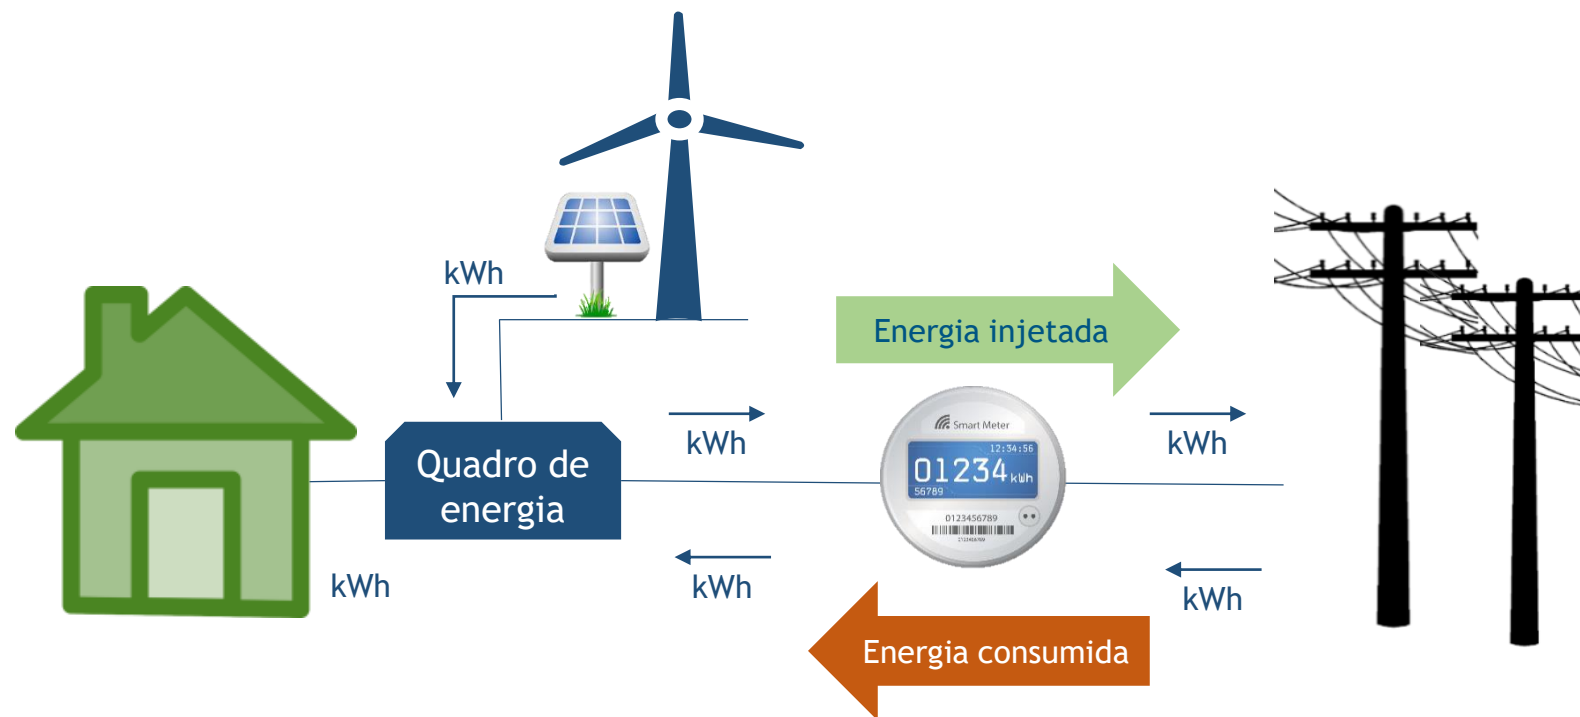 kWh
Energia injetada
kWh
kWh
Smart Meter
12:34:56
01234 kWh
56789
0123456789
Quadro de
energia
kWh
kWh
kWh
Energia consumida